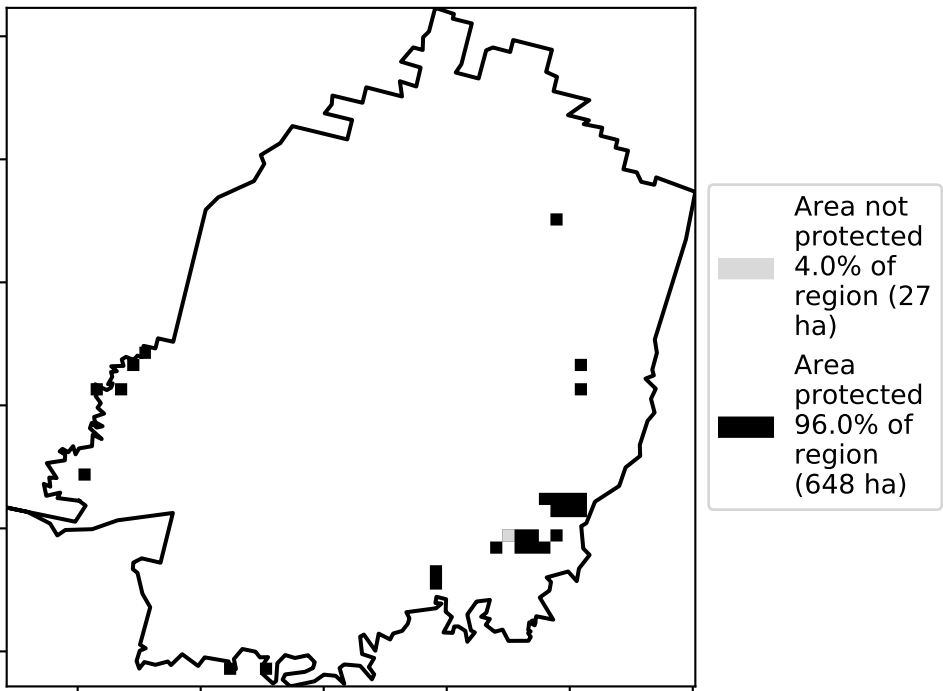 Area not
protected
4.0% of
region (27
ha)
Area
protected
96.0% of
region
(648 ha)